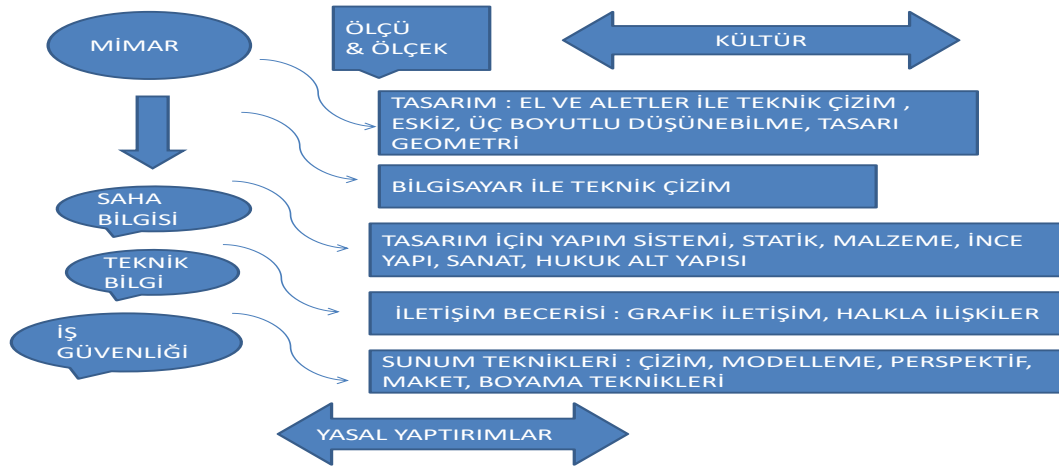 MİMAR
ÖLÇÜ
& ÖLÇEK
KÜLTÜR
TASARIM : EL VE ALETLER İLE TEKNİK ÇİZİM ,
ESKİZ, ÜÇ BOYUTLU DÜŞÜNEBİLME, TASARI
GEOMETRİ
BİLGİSAYAR İLE TEKNİK ÇİZİM
SAHA
BİLGİSİ
TASARIM İÇİN YAPIM SİSTEMİ, STATİK, MALZEME, İNCE
YAPI, SANAT, HUKUK ALT YAPISI
TEKNİK
BİLGİ
İLETİŞİM BECERİSİ : GRAFİK İLETİŞİM, HALKLA İLİŞKİLER
İŞ
GÜVENLİĞİ
SUNUM TEKNİKLERİ : ÇİZİM, MODELLEME, PERSPEKTİF,
MAKET, BOYAMA TEKNİKLERİ
YASAL YAPTIRIMLAR